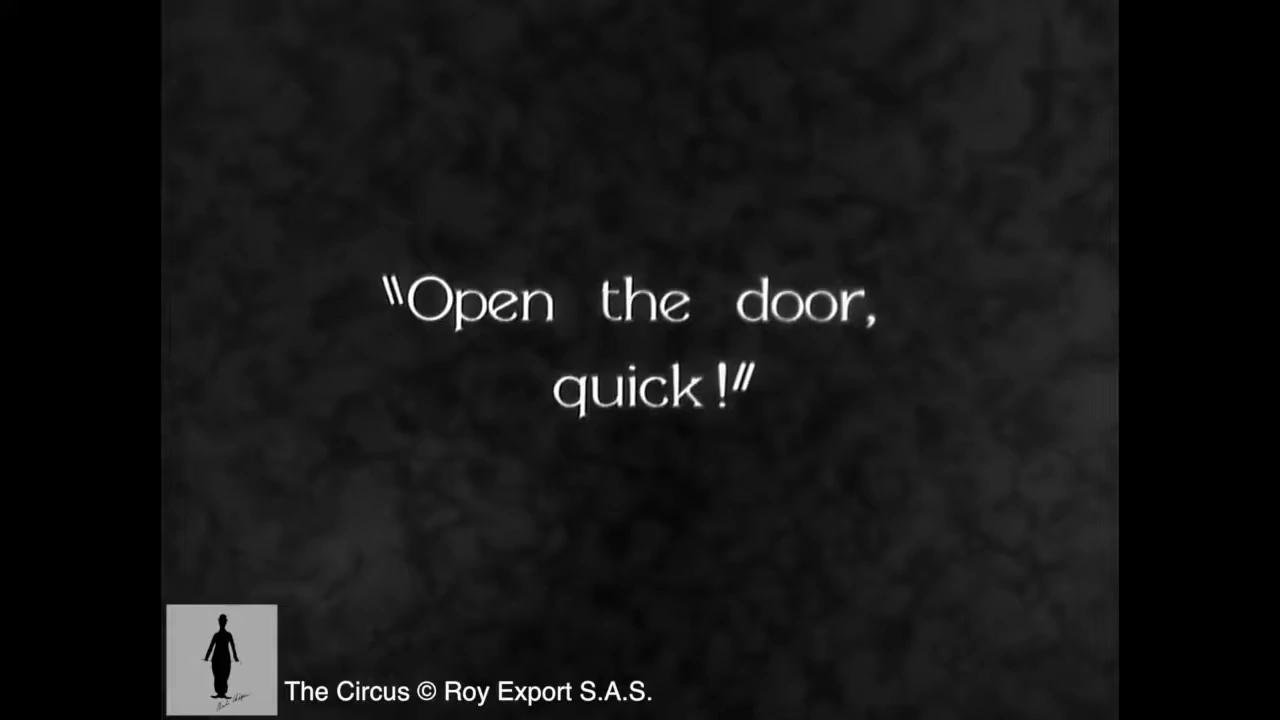 "Open the door,
quick!"
The Circus © Roy Export S.A.S.